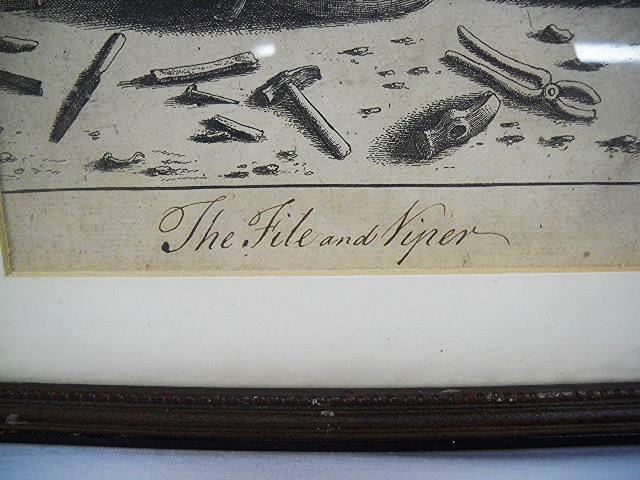 The File and Viper